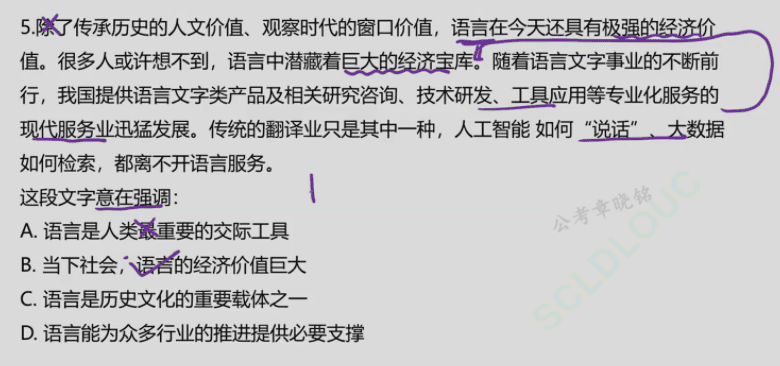 5.除了传承历史的人文价值、观察时代的窗口价值，语言在今天还具有极强的经济价
值。很多人或许想不到，语言中潜藏着巨大的经济宝库。随着语言文字事业的不断前
行，我国提供语言文字类产品及相关研究咨询、技术研发、工具应用等专业化服务的
现代服务业迅猛发展。传统的翻译业只是其中一种，人工智能 如何“说话”、大数据
如何检索，都离不开语言服务。
这段文字意在强调：
A. 语言是人类最重要的交际工具
B. 当下社会，语言的经济价值巨大
C. 语言是历史文化的重要载体之一
D. 语言能为众多行业的推进提供必要支撑
公考章晓铭
SCLDLOUC